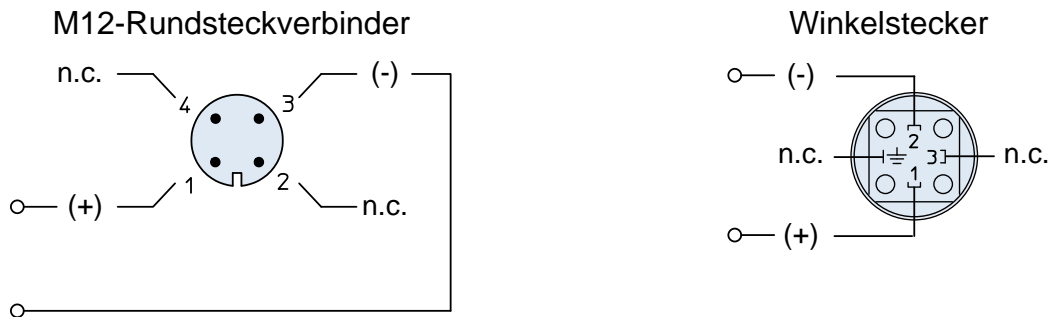 M12-Rundsteckverbinder
Winkelstecker
n.c.
(-)
4
3
1
2
(+)
n.c.
(-)
2
n.c.
3
n.c.
1
(+)